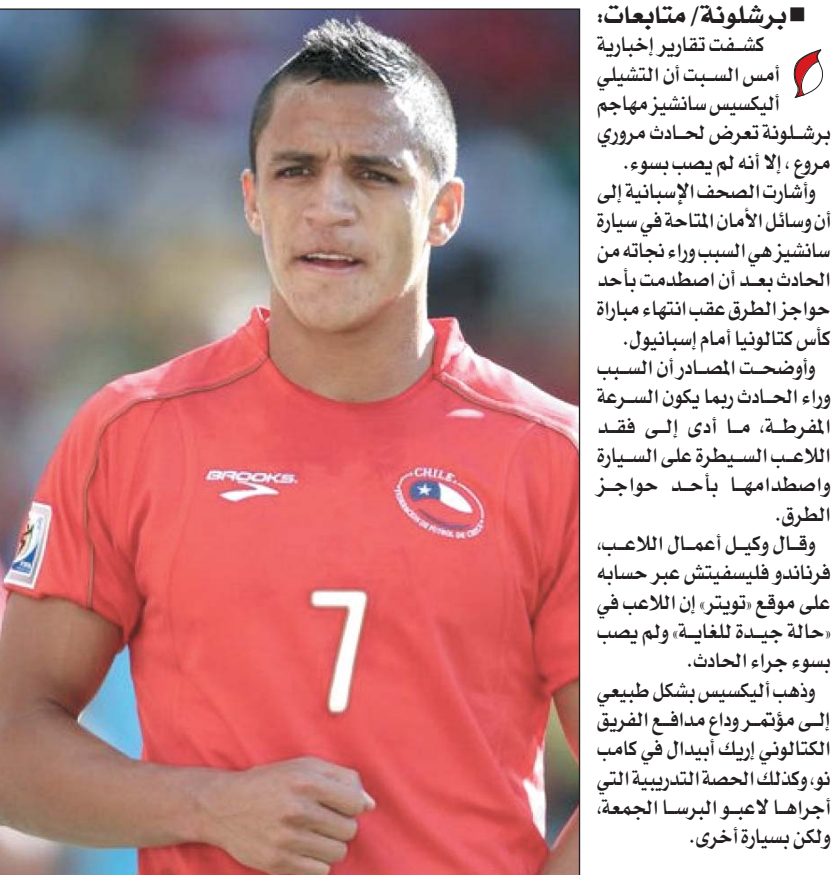 ■ برشلونة/ متابعات:
كشفت تقارير إخبارية
أمس السبت أن التشيلي
أليكسيس سانشيز مهاجم
برشلونة تعرض لحادث مروري
مروع ، إلا أنه لم يصب بسوء.
وأشارت الصحف الإسبانية إلى
أن وسائل الأمان المتاحة في سيارة
سانشيز هي السبب وراء نجاته من
الحادث بعد أن اصطدمت بأحد
حواجز الطرق عقب انتهاء مباراة
كأس كتالونيا أمام إسبانيول.
وأوضحت المصادر أن السبب
وراء الحادث ربما يكون السرعة
المفرطة، ما أدى إلى فقد
اللاعب السيطرة على السيارة
واصطدامها بأحد حواجز
الطرق.
وقال وكيل أعمال اللاعب،
فرناندو فليسفيتش عبر حسابه
على موقع «تويتر» إن اللاعب في
«حالة جيدة للغاية» ولم يصب
بسوء جراء الحادث.
وذهب أليكسيس بشكل طبيعي
إلى مؤتمر وداع مدافع الفريق
الكتالوني إريك أبيدال في كامب
نو، وكذلك الحصة التدريبية التي
أجراها لاعبو البرسا الجمعة،
ولكن بسيارة أخرى.
BROOKS
CHILE
FEDERACION DE FUTBOL DE CHILE
7